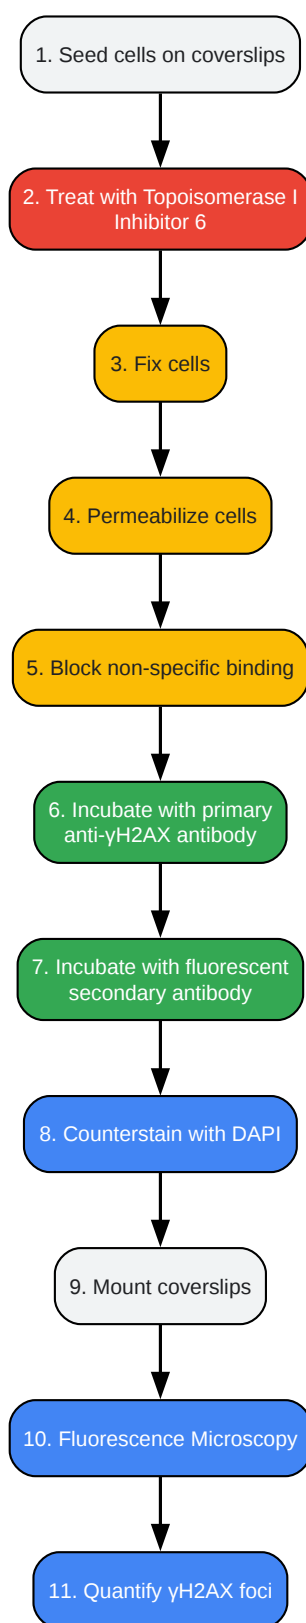 1. Seed cells on coverslips
2. Treat with Topoisomerase I
Inhibitor 6
3. Fix cells
4. Permeabilize cells
5. Block non-specific binding
6. Incubate with primary
anti-γH2AX antibody
7. Incubate with fluorescent
secondary antibody
8. Counterstain with DAPI
9. Mount coverslips
10. Fluorescence Microscopy
11. Quantify γH2AX foci